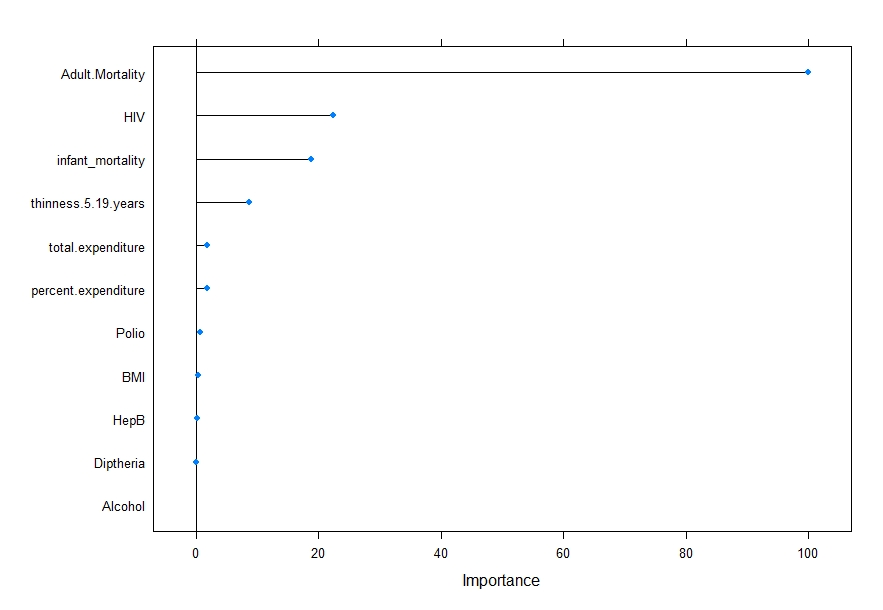 Adult.Mortality
HIV
infant_mortality
thinness.5.19.years
total.expenditure
percent.expenditure
Polio
BMI
HepB
Diptheria
Alcohol
0 20 40 60 80 100
Importance